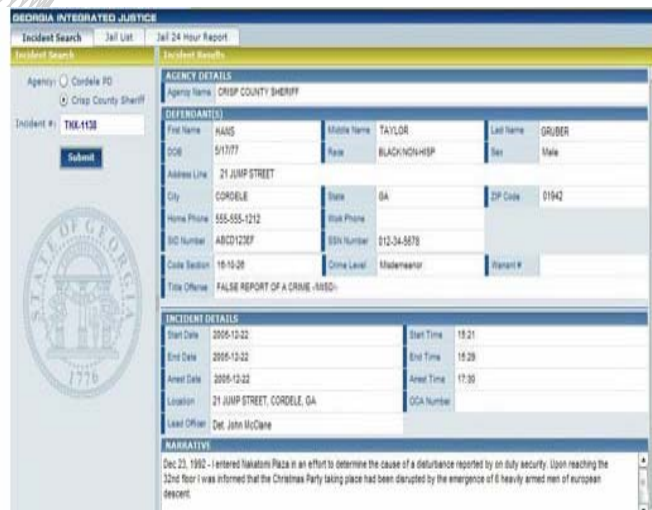 GEORGIA INTEGRATED JUSTICE
Incident Search Jail List Jail 24 Hour Report
Incident Search
Agency: Cordele PD
Crisp County Sheriff
Incident #: THX-1138
Submit
STATE OF GEORGIA
1776
Incident Results
AGENCY DETAILS
Agency Name CRISP COUNTY SHERIFF
DEFENDANT(S)
First Name HANS Middle Name TAYLOR Last Name GRUBER
DOB 5/17/77 Race BLACK/NON-HISP Sex Male
Address Line 21 JUMP STREET
City CORDELE State GA ZIP Code 01942
Home Phone 555-555-1212 Work Phone
SID Number ABCD123EF SSN Number 012-34-5678
Code Section 16-10-26 Crime Level Misdemeanor Warrant #
Title Offense FALSE REPORT OF A CRIME -(MISD)-
INCIDENT DETAILS
Start Date 2005-12-22 Start Time 15:21
End Date 2005-12-22 End Time 15:29
Arrest Date 2005-12-22 Arrest Time 17:30
Location 21 JUMP STREET, CORDELE, GA OCA Number
Lead Officer Det. John McClane
NARRATIVE
Dec 23, 1992 - I entered Nakatomi Plaza in an effort to determine the cause of a disturbance reported by on duty security. Upon reaching the
32nd floor I was informed that the Christmas Party taking place had been disrupted by the emergence of 6 heavily armed men of european
descent.